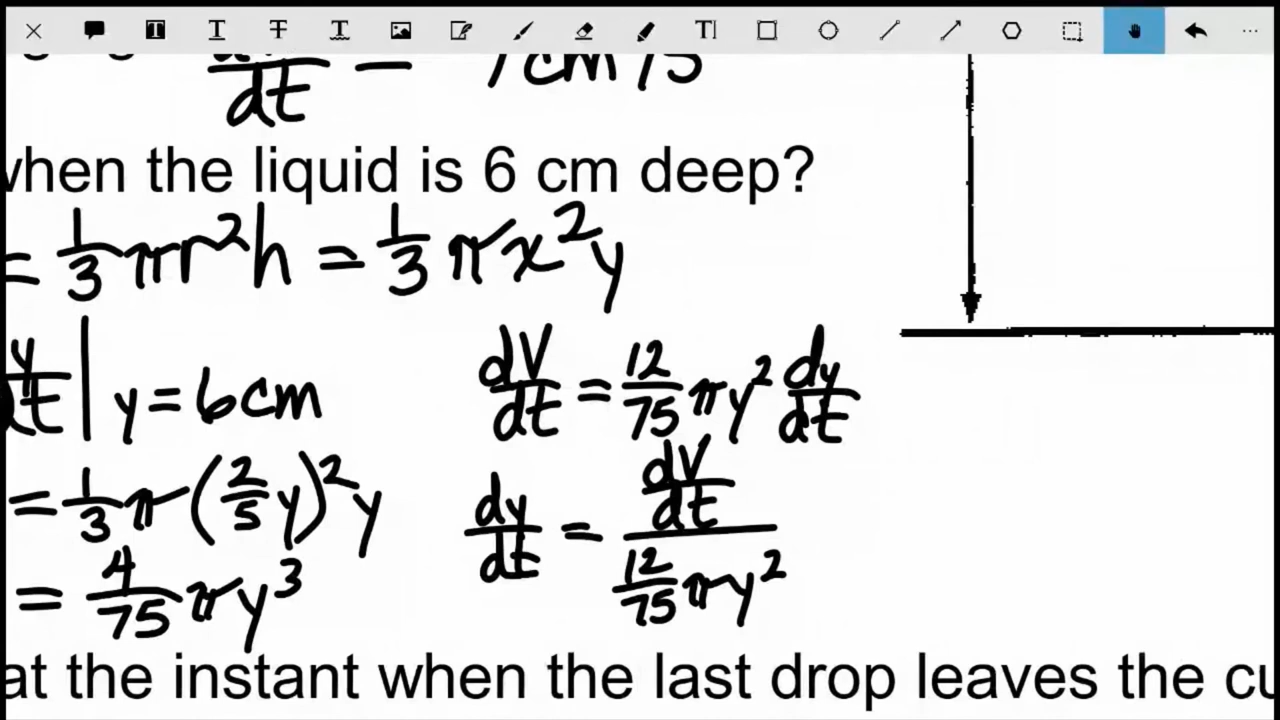 dt = 7cm³/s
when the liquid is 6 cm deep?
= 1/3 πr²h = 1/3 πx²y
y/t | y = 6cm
dV/dt = 12/75 πy² dy/dt
= 1/3 π(2/5 y)² y
dy/dt = (dV/dt)/(12/75 πy²)
= 4/75 πy³
at the instant when the last drop leaves the cu